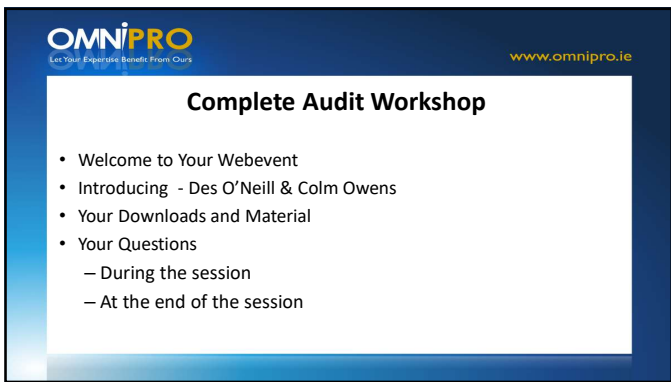 OMNIPRO
Let Your Expertise Benefit From Ours
www.omnipro.ie
Complete Audit Workshop
• Welcome to Your Webevent
• Introducing - Des O’Neill & Colm Owens
• Your Downloads and Material
• Your Questions
– During the session
– At the end of the session